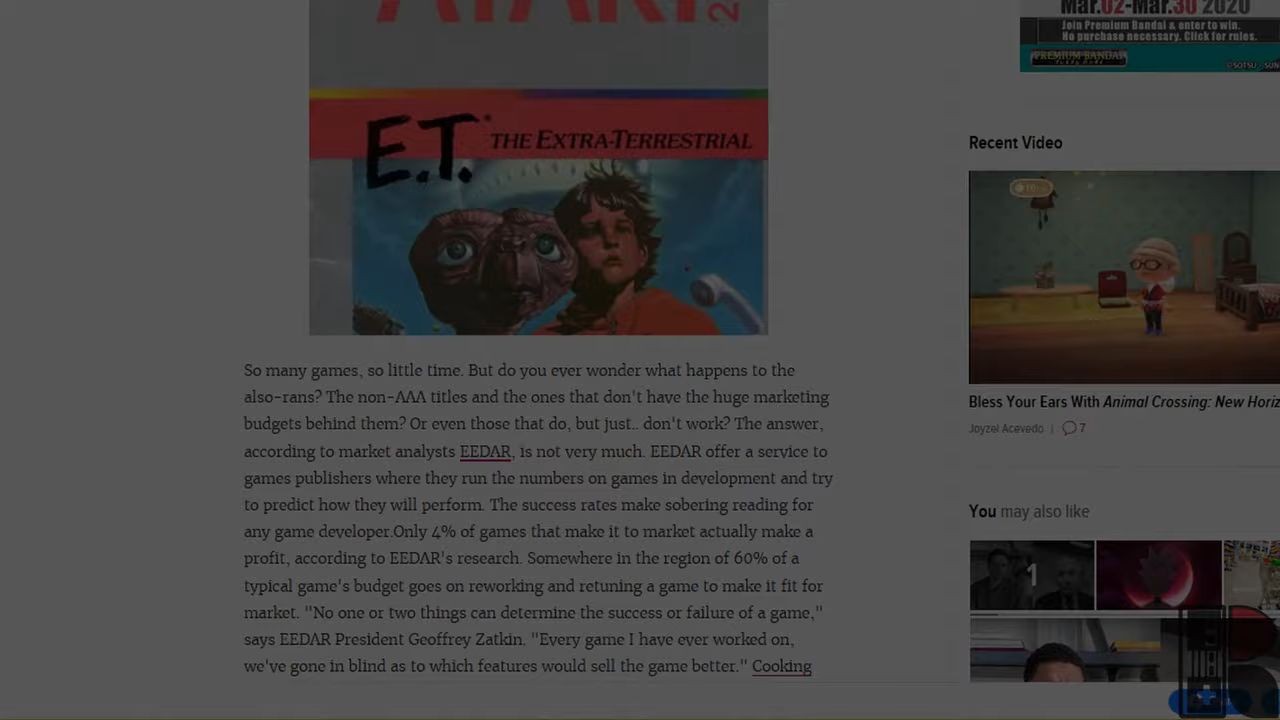 ATARI 2
E.T. THE EXTRA-TERRESTRIAL
So many games, so little time. But do you ever wonder what happens to the
also-rans? The non-AAA titles and the ones that don't have the huge marketing
budgets behind them? Or even those that do, but just.. don't work? The answer,
according to market analysts EEDAR, is not very much. EEDAR offer a service to
games publishers where they run the numbers on games in development and try
to predict how they will perform. The success rates make sobering reading for
any game developer.Only 4% of games that make it to market actually make a
profit, according to EEDAR's research. Somewhere in the region of 60% of a
typical game's budget goes on reworking and retuning a game to make it fit for
market. "No one or two things can determine the success or failure of a game,"
says EEDAR President Geoffrey Zatkin. "Every game I have ever worked on,
we've gone in blind as to which features would sell the game better." Cooking
Mar.02-Mar.30 2020
Join Premium Bandai & enter to win.
No purchase necessary. Click for rules.
PREMIUM BANDAI
©SOTSU, SUN
Recent Video
Bless Your Ears With Animal Crossing: New Horiz
Joyzel Acevedo | 7
You may also like
1